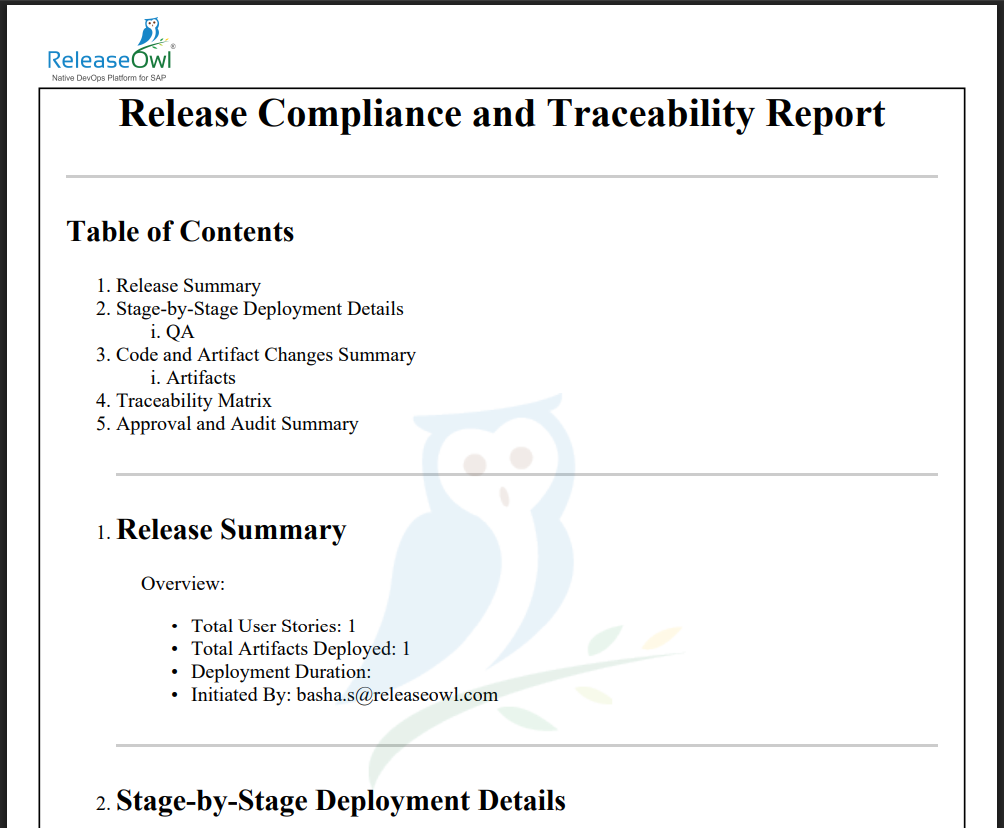 ReleaseOwl®
Native DevOps Platform for SAP
Release Compliance and Traceability Report
Table of Contents
1. Release Summary
2. Stage-by-Stage Deployment Details
i. QA
3. Code and Artifact Changes Summary
i. Artifacts
4. Traceability Matrix
5. Approval and Audit Summary
1. Release Summary
Overview:
• Total User Stories: 1
• Total Artifacts Deployed: 1
• Deployment Duration:
• Initiated By: basha.s@releaseowl.com
2. Stage-by-Stage Deployment Details